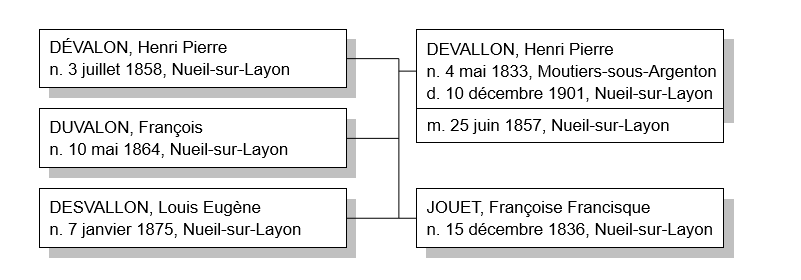 DÉVALON, Henri Pierre
n. 3 juillet 1858, Nueil-sur-Layon
DUVALON, François
n. 10 mai 1864, Nueil-sur-Layon
DESVALLON, Louis Eugène
n. 7 janvier 1875, Nueil-sur-Layon
DEVALLON, Henri Pierre
n. 4 mai 1833, Moutiers-sous-Argenton
d. 10 décembre 1901, Nueil-sur-Layon
m. 25 juin 1857, Nueil-sur-Layon
JOUET, Françoise Francisque
n. 15 décembre 1836, Nueil-sur-Layon